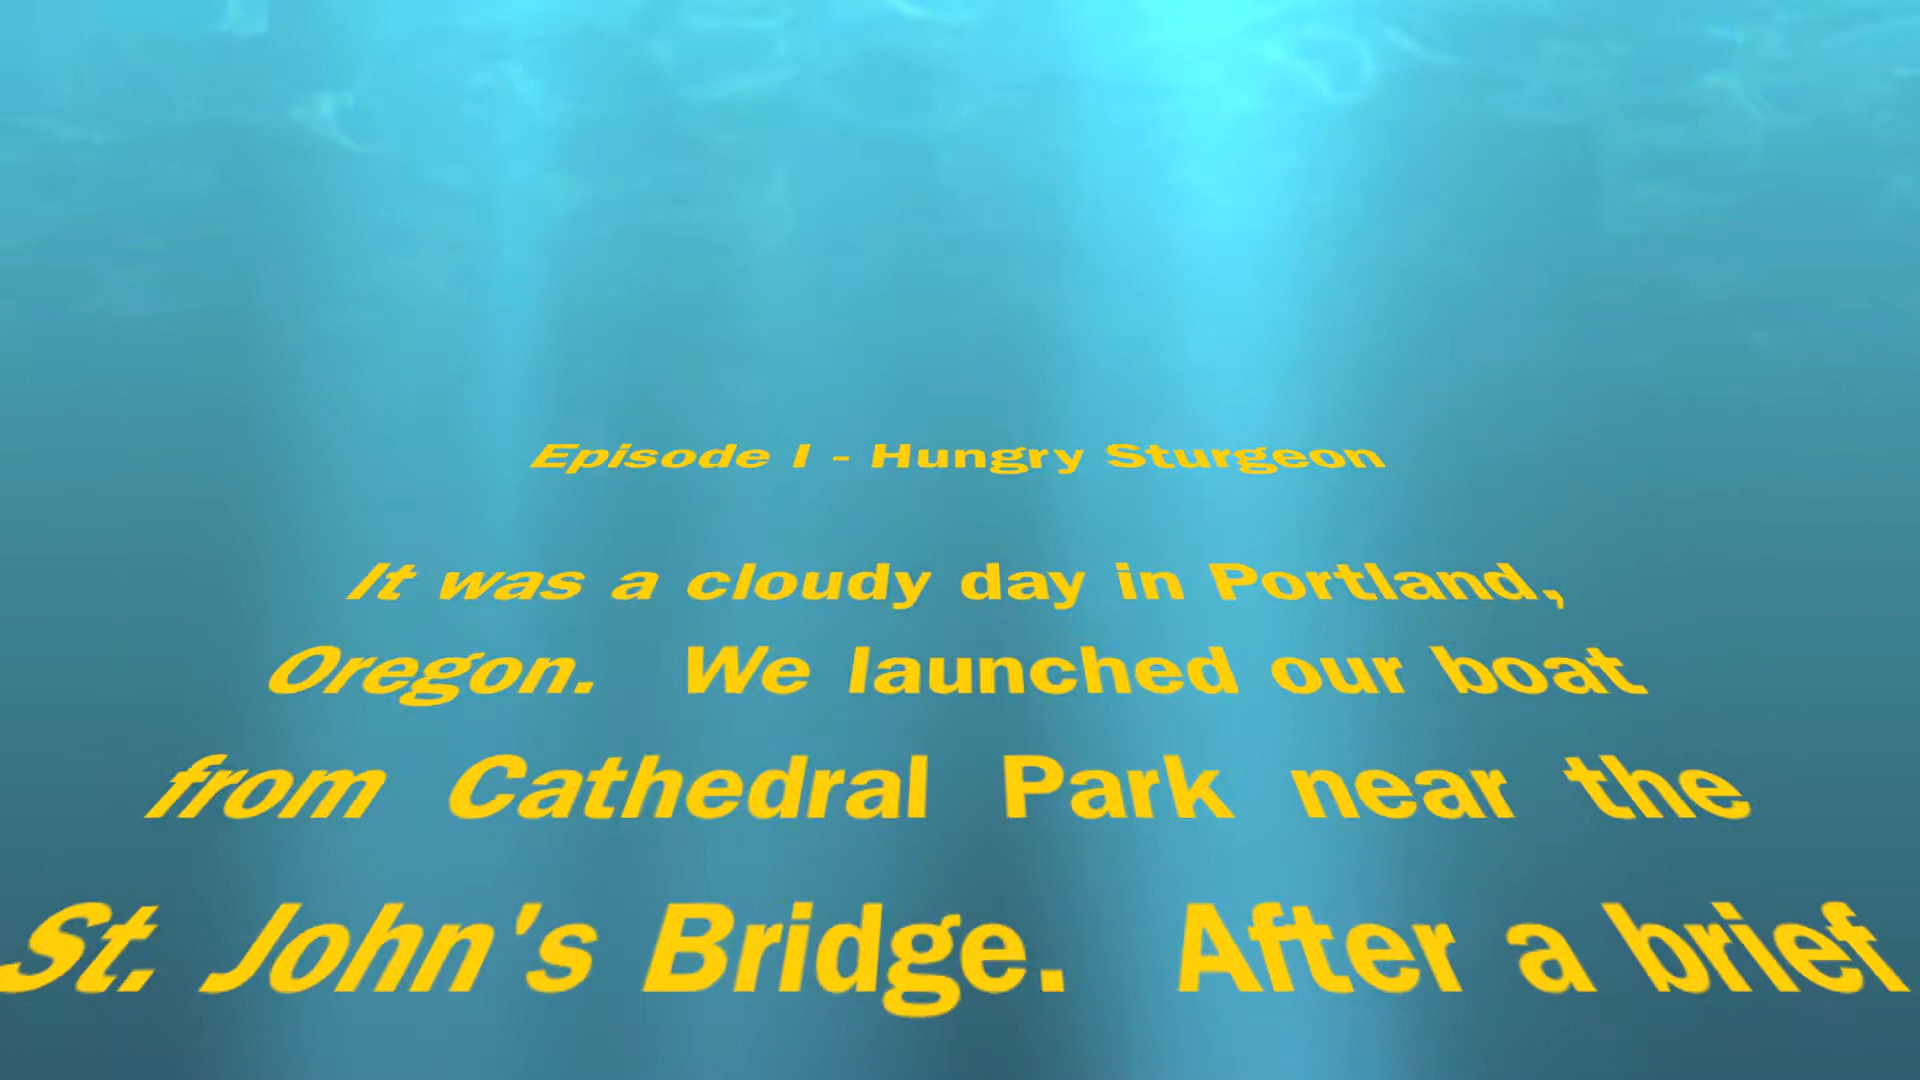 Episode I - Hungry Sturgeon
It was a cloudy day in Portland,
Oregon.  We launched our boat
from Cathedral Park near the
St. John's Bridge.  After a brief